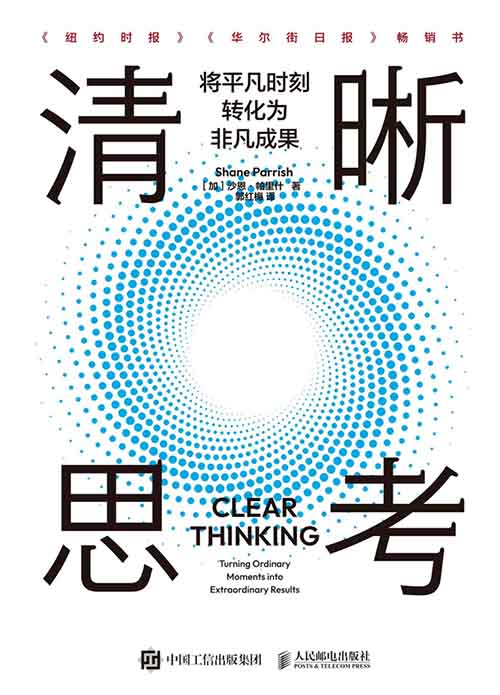 《纽约时报》《华尔街日报》畅销书
清晰
将平凡时刻
转化为
非凡成果
Shane Parrish
［加］沙恩·帕里什 著
郭红梅 译
思考
CLEAR
THINKING
Turning Ordinary
Moments into
Extraordinary Results
中国工信出版集团
人民邮电出版社
POSTS & TELECOM PRESS